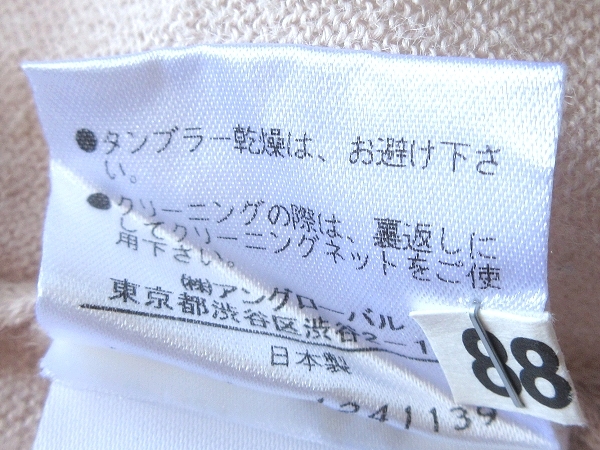 ●タンブラー乾燥は、お避け下さ
い。
●クリーニングの際は、裏返しに
してクリーニングネットをご使
用下さい。
㈱アングローバル
東京都渋谷区渋谷2-1
日本製
241139
88